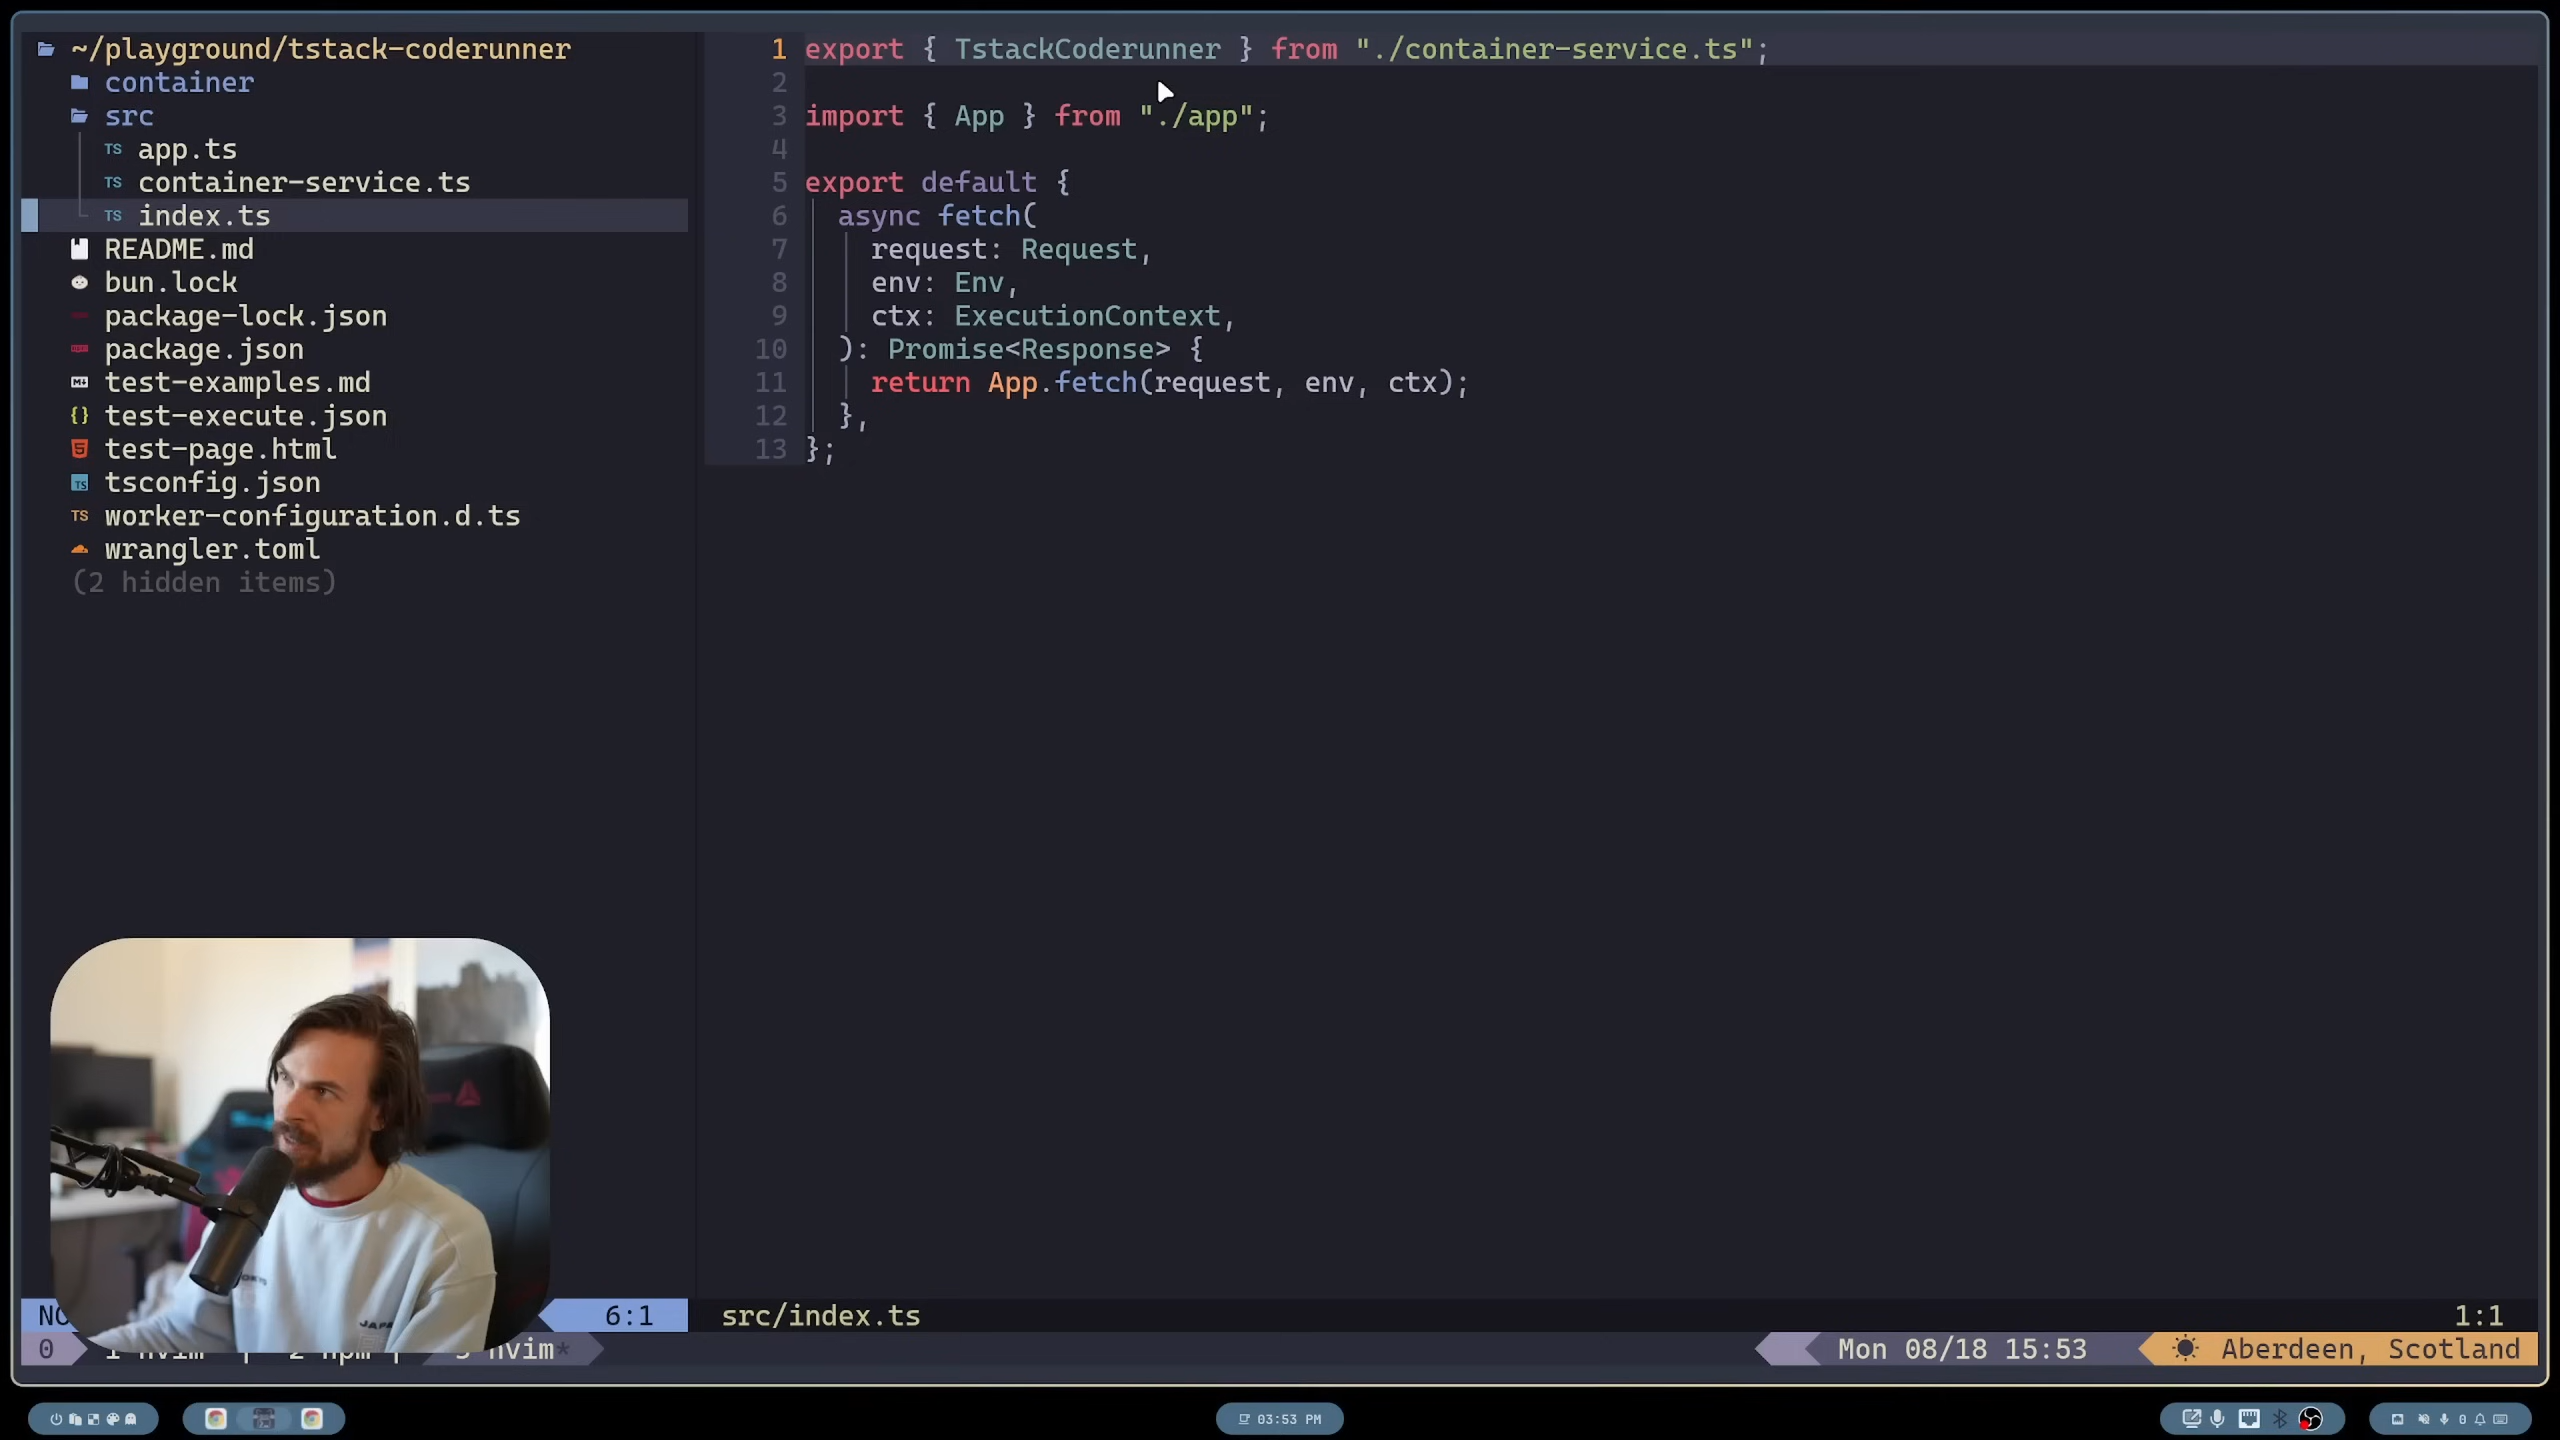 ~/playground/tstack-coderunner
container
src
TS app.ts
TS container-service.ts
TS index.ts
README.md
bun.lock
package-lock.json
package.json
test-examples.md
{} test-execute.json
test-page.html
TS tsconfig.json
TS worker-configuration.d.ts
wrangler.toml
(2 hidden items)
1 export { TstackCoderunner } from "./container-service.ts";
2
3 import { App } from "./app";
4
5 export default {
6 async fetch(
7 request: Request,
8 env: Env,
9 ctx: ExecutionContext,
10 ): Promise<Response> {
11 return App.fetch(request, env, ctx);
12 },
13 };
6:1
src/index.ts
1:1
0 1 nvim | 2 npm | 3 nvim*
Mon 08/18 15:53
Aberdeen, Scotland
03:53 PM
0